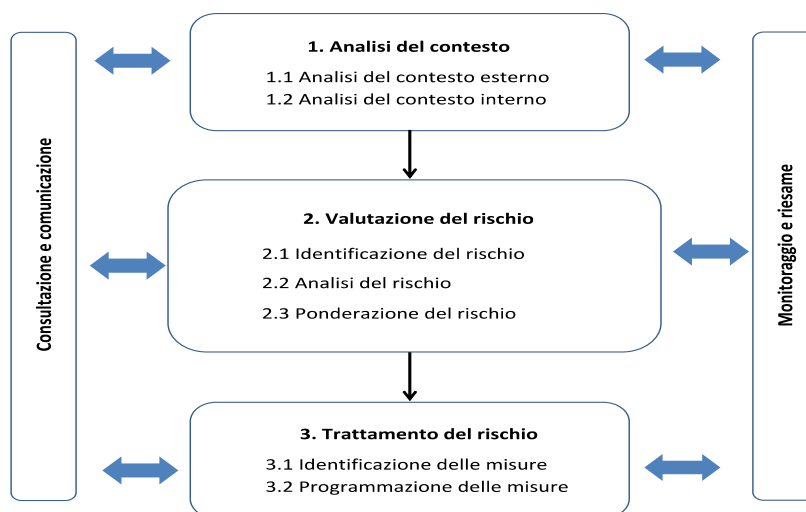 Consultazione e comunicazione
1. Analisi del contesto
1.1 Analisi del contesto esterno
1.2 Analisi del contesto interno
2. Valutazione del rischio
2.1 Identificazione del rischio
2.2 Analisi del rischio
2.3 Ponderazione del rischio
3. Trattamento del rischio
3.1 Identificazione delle misure
3.2 Programmazione delle misure
Monitoraggio e riesame